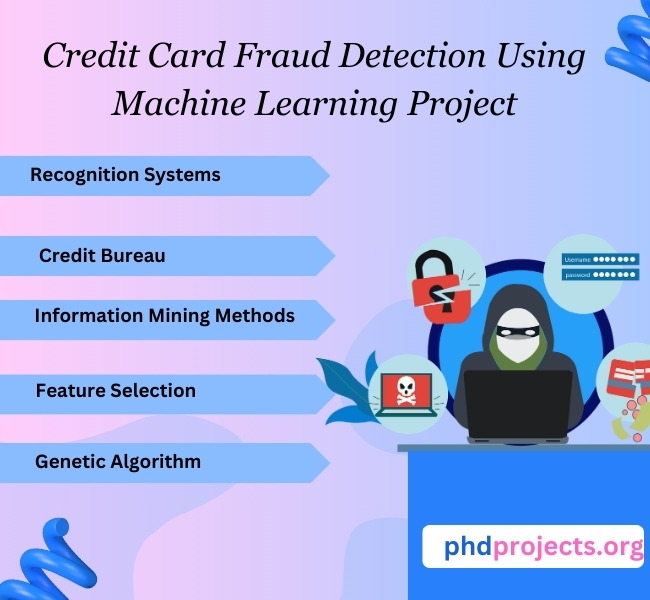 Credit Card Fraud Detection Using
Machine Learning Project
Recognition Systems
Credit Bureau
Information Mining Methods
Feature Selection
Genetic Algorithm
Username
password
phdprojects.org